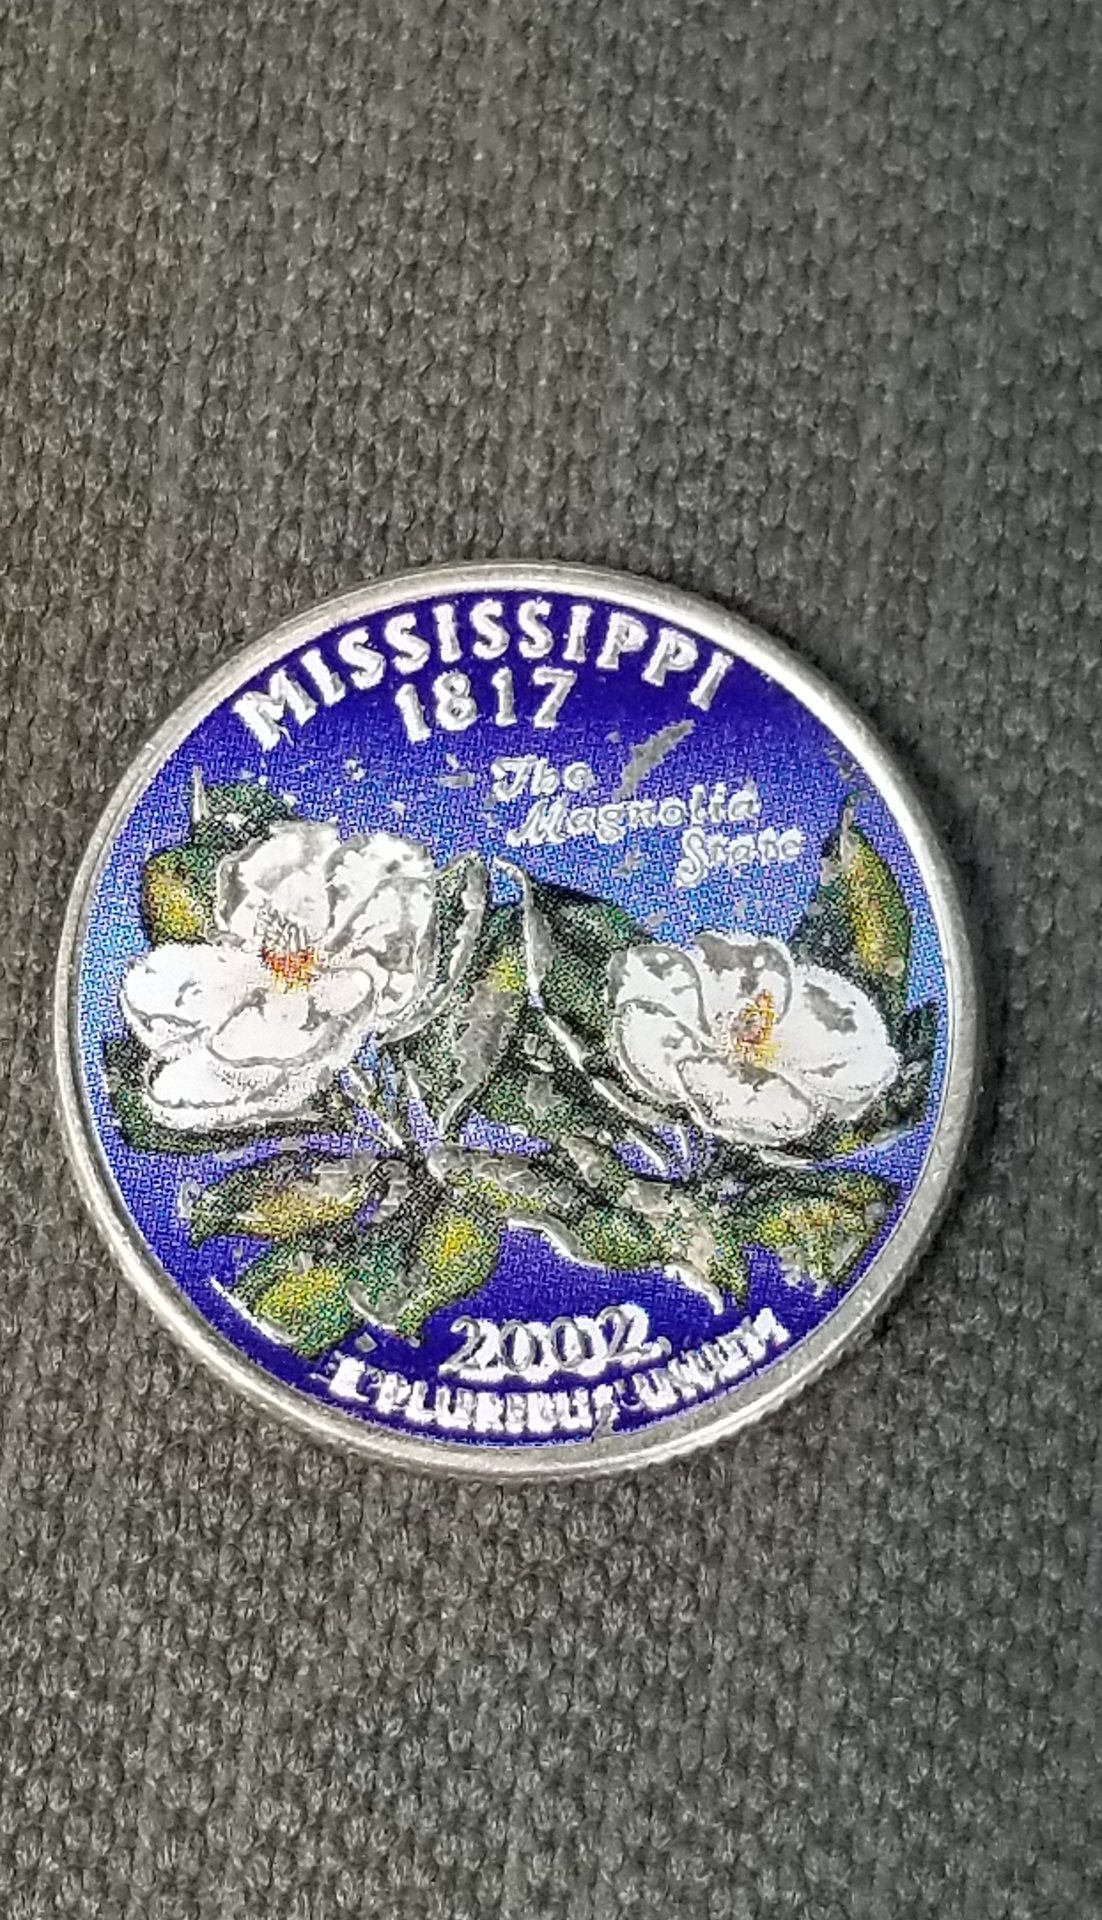 MISSISSIPPI
1817
The
Magnolia
State
2002
E PLURIBUS UNUM